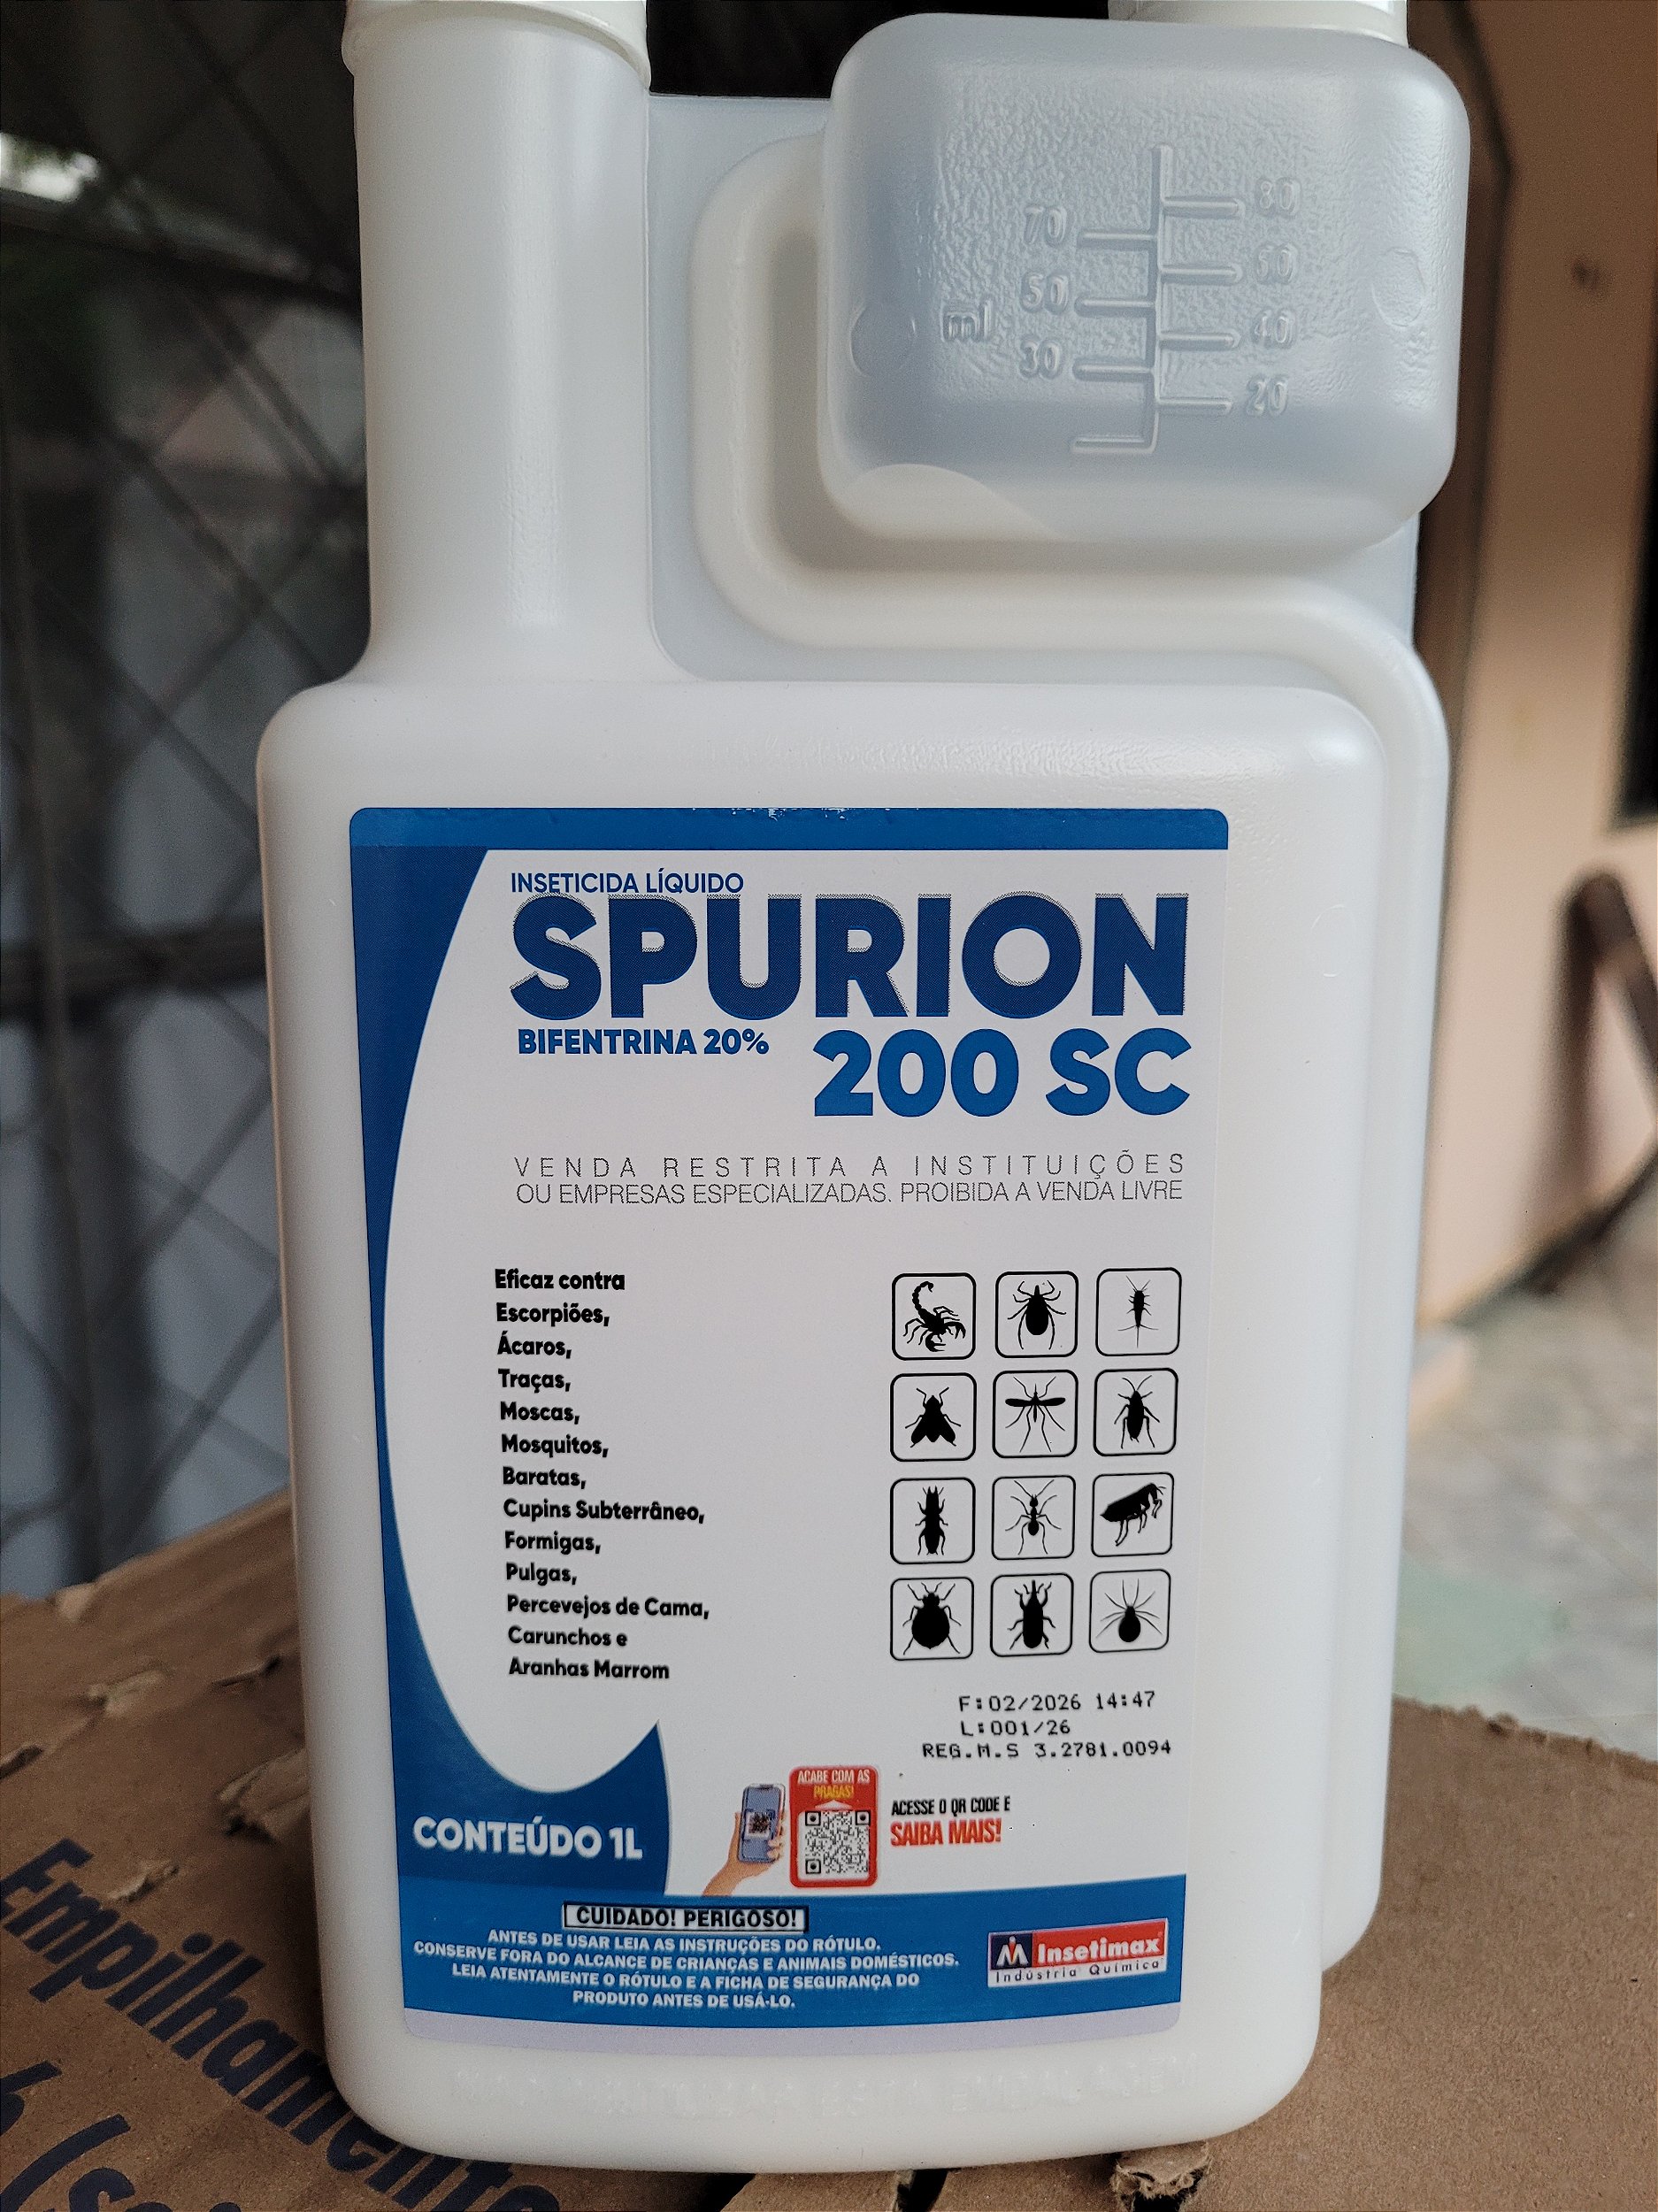 70 80
50 60
ml
30 40
20
INSETICIDA LÍQUIDO
SPURION
BIFENTRINA 20% 200 SC
VENDA RESTRITA A INSTITUIÇÕES
OU EMPRESAS ESPECIALIZADAS. PROIBIDA A VENDA LIVRE
Eficaz contra
Escorpiões,
Ácaros,
Traças,
Moscas,
Mosquitos,
Baratas,
Cupins Subterrâneo,
Formigas,
Pulgas,
Percevejos de Cama,
Carunchos e
Aranhas Marrom
F:02/2026 14:47
L:001/26
REG.M.S 3.2781.0094
ACABE COM AS
PRAGAS!
ACESSE O QR CODE E
SAIBA MAIS!
CONTEÚDO 1L
CUIDADO! PERIGOSO!
ANTES DE USAR LEIA AS INSTRUÇÕES DO RÓTULO.
CONSERVE FORA DO ALCANCE DE CRIANÇAS E ANIMAIS DOMÉSTICOS.
LEIA ATENTAMENTE O RÓTULO E A FICHA DE SEGURANÇA DO
PRODUTO ANTES DE USÁ-LO.
Insetimax
Indústria Química
Empilhamento